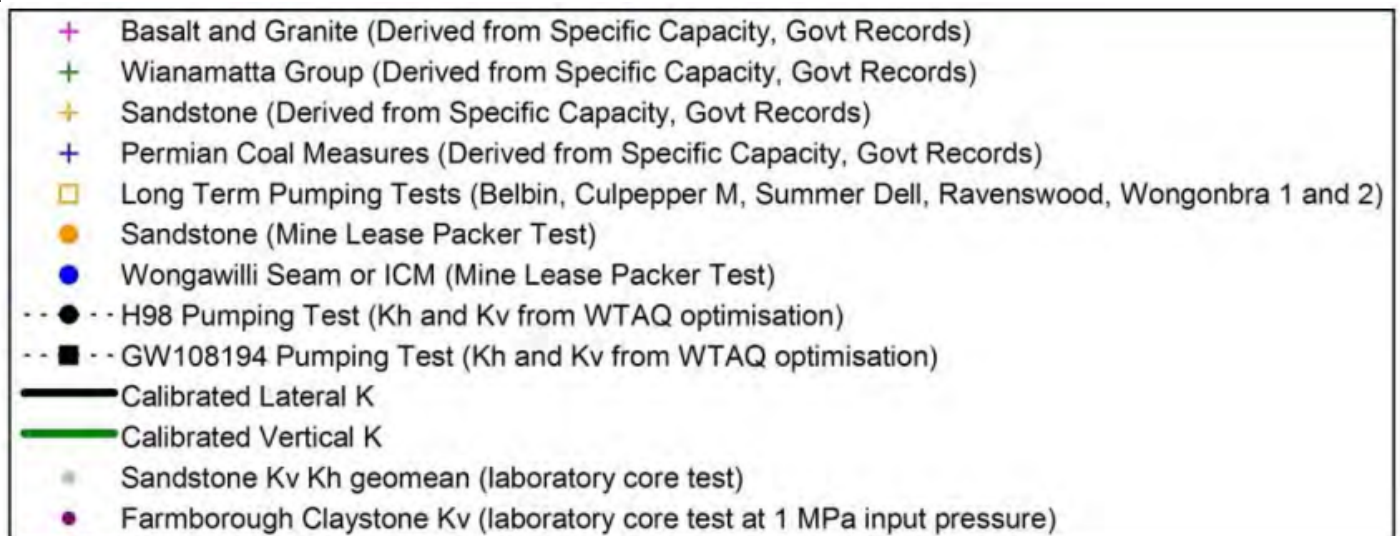 Basalt and Granite (Derived from Specific Capacity, Govt Records)
Wianamatta Group (Derived from Specific Capacity, Govt Records)
Sandstone (Derived from Specific Capacity, Govt Records)
Permian Coal Measures (Derived from Specific Capacity, Govt Records)
Long Term Pumping Tests (Belbin, Culpepper M, Summer Dell, Ravenswood, Wongonbra 1 and 2)
Sandstone (Mine Lease Packer Test)
Wongawilli Seam or ICM (Mine Lease Packer Test)
H98 Pumping Test (Kh and Kv from WTAQ optimisation)
GW108194 Pumping Test (Kh and Kv from WTAQ optimisation)
Calibrated Lateral K
Calibrated Vertical K
Sandstone Kv Kh geomean (laboratory core test)
Farmborough Claystone Kv (laboratory core test at 1 MPa input pressure)